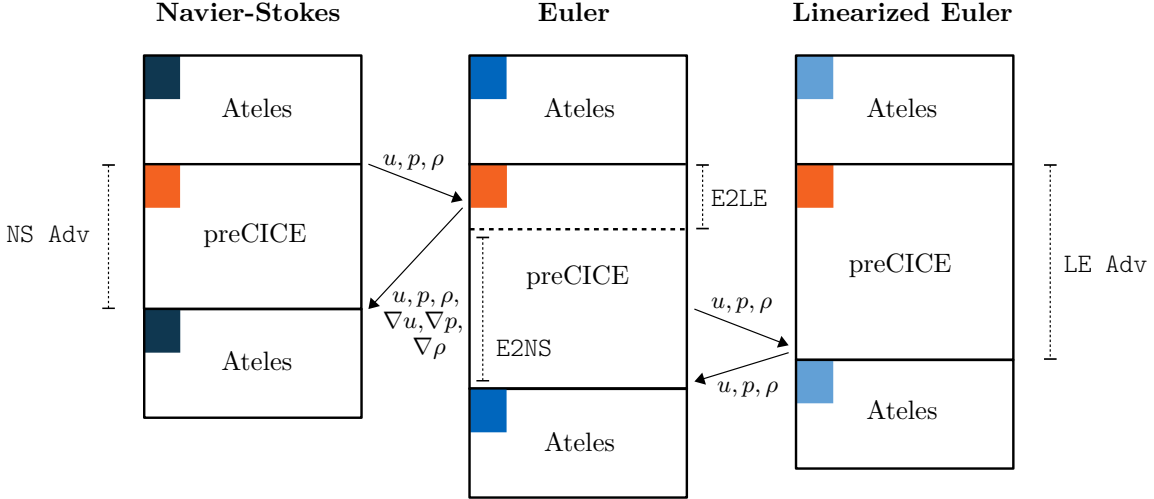 Navier-Stokes
Euler
Linearized Euler
Ateles
Ateles
Ateles
u, p, ρ
E2LE
NS Adv
preCICE
preCICE
preCICE
LE Adv
u, p, ρ,
∇u, ∇p,
∇ρ
u, p, ρ
E2NS
Ateles
u, p, ρ
Ateles
Ateles